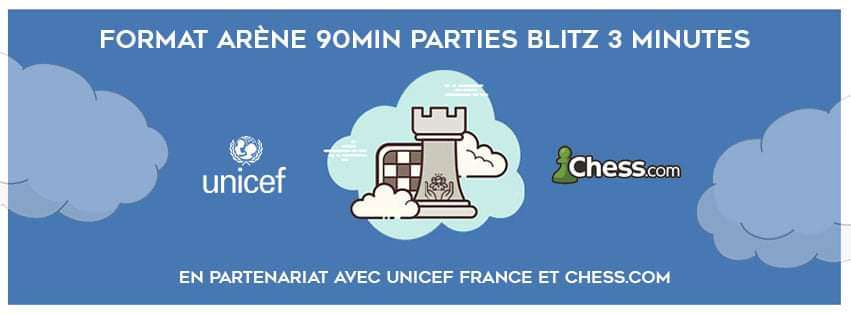 FORMAT ARÈNE 90MIN PARTIES BLITZ 3 MINUTES
unicef
Chess.com
EN PARTENARIAT AVEC UNICEF FRANCE ET CHESS.COM